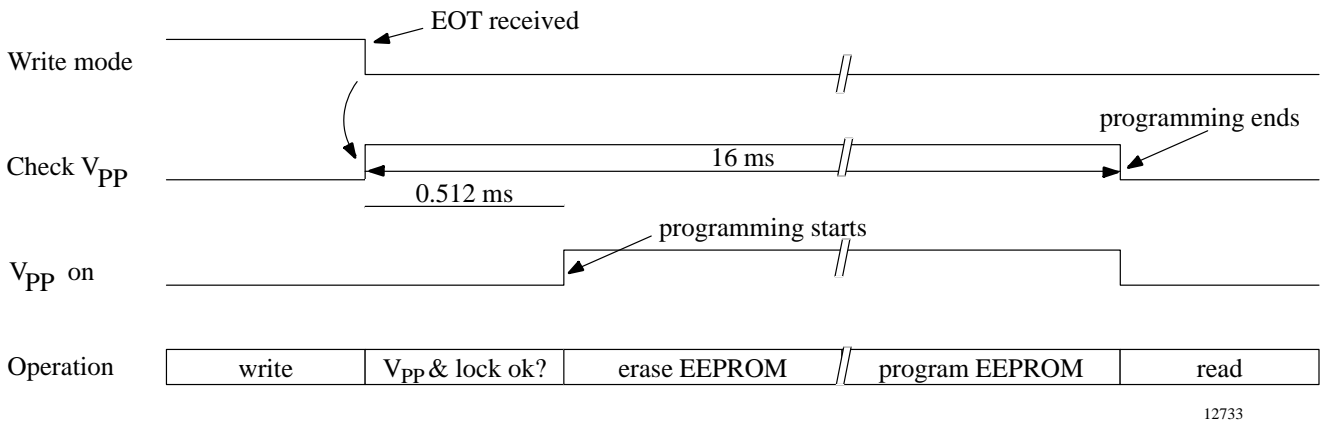 EOT received
Write mode
programming ends
Check VPP
16 ms
0.512 ms
programming starts
VPP on
Operation
write
VPP & lock ok?
erase EEPROM
program EEPROM
read
12733